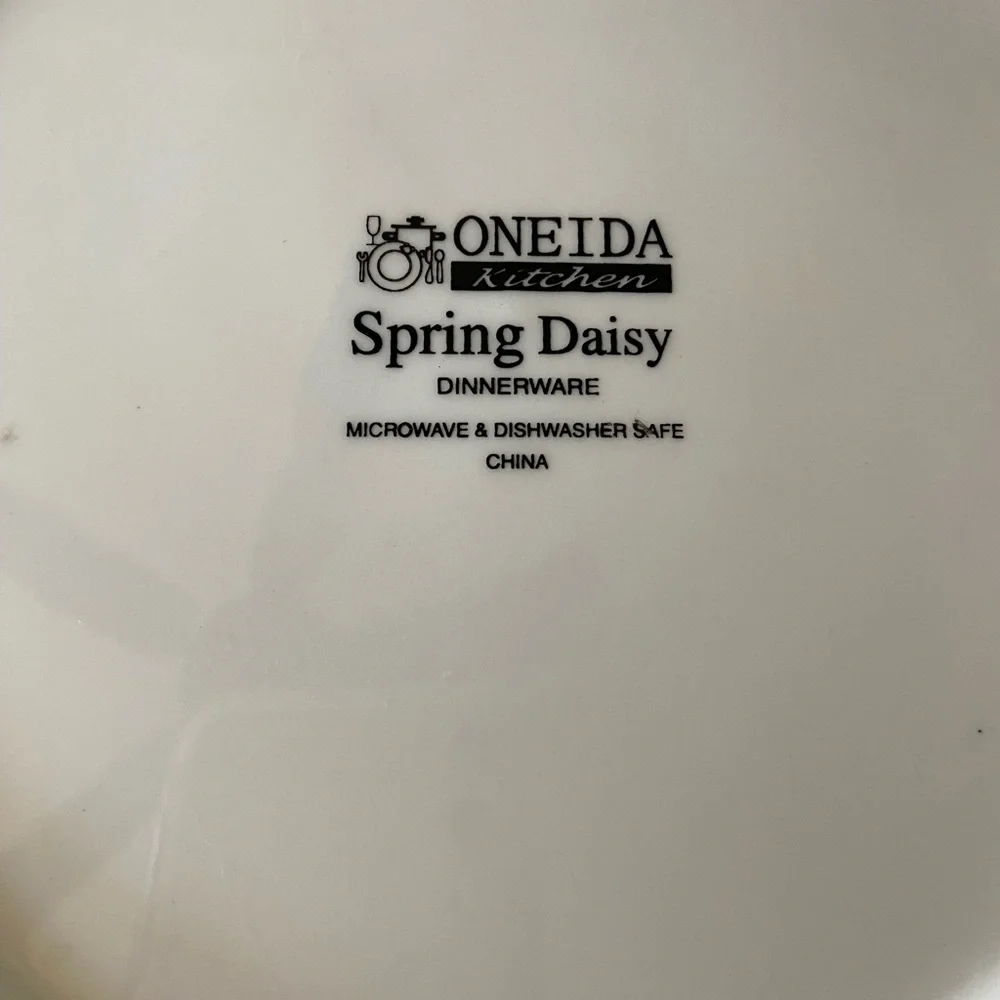 ONEIDA
Kitchen
Spring Daisy
DINNERWARE
MICROWAVE & DISHWASHER SAFE
CHINA